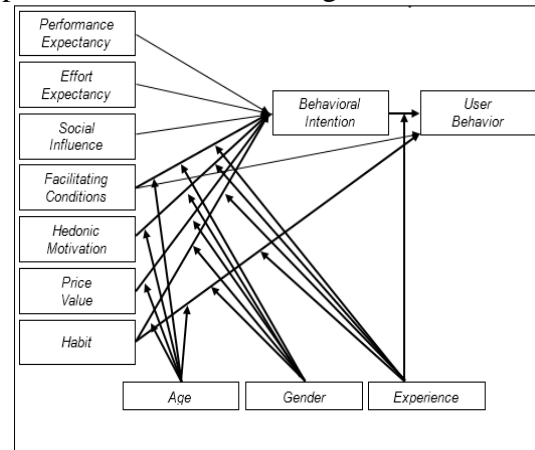 Performance
Expectancy
Effort
Expectancy
Social
Influence
Facilitating
Conditions
Hedonic
Motivation
Price
Value
Habit
Behavioral
Intention
User
Behavior
Age
Gender
Experience